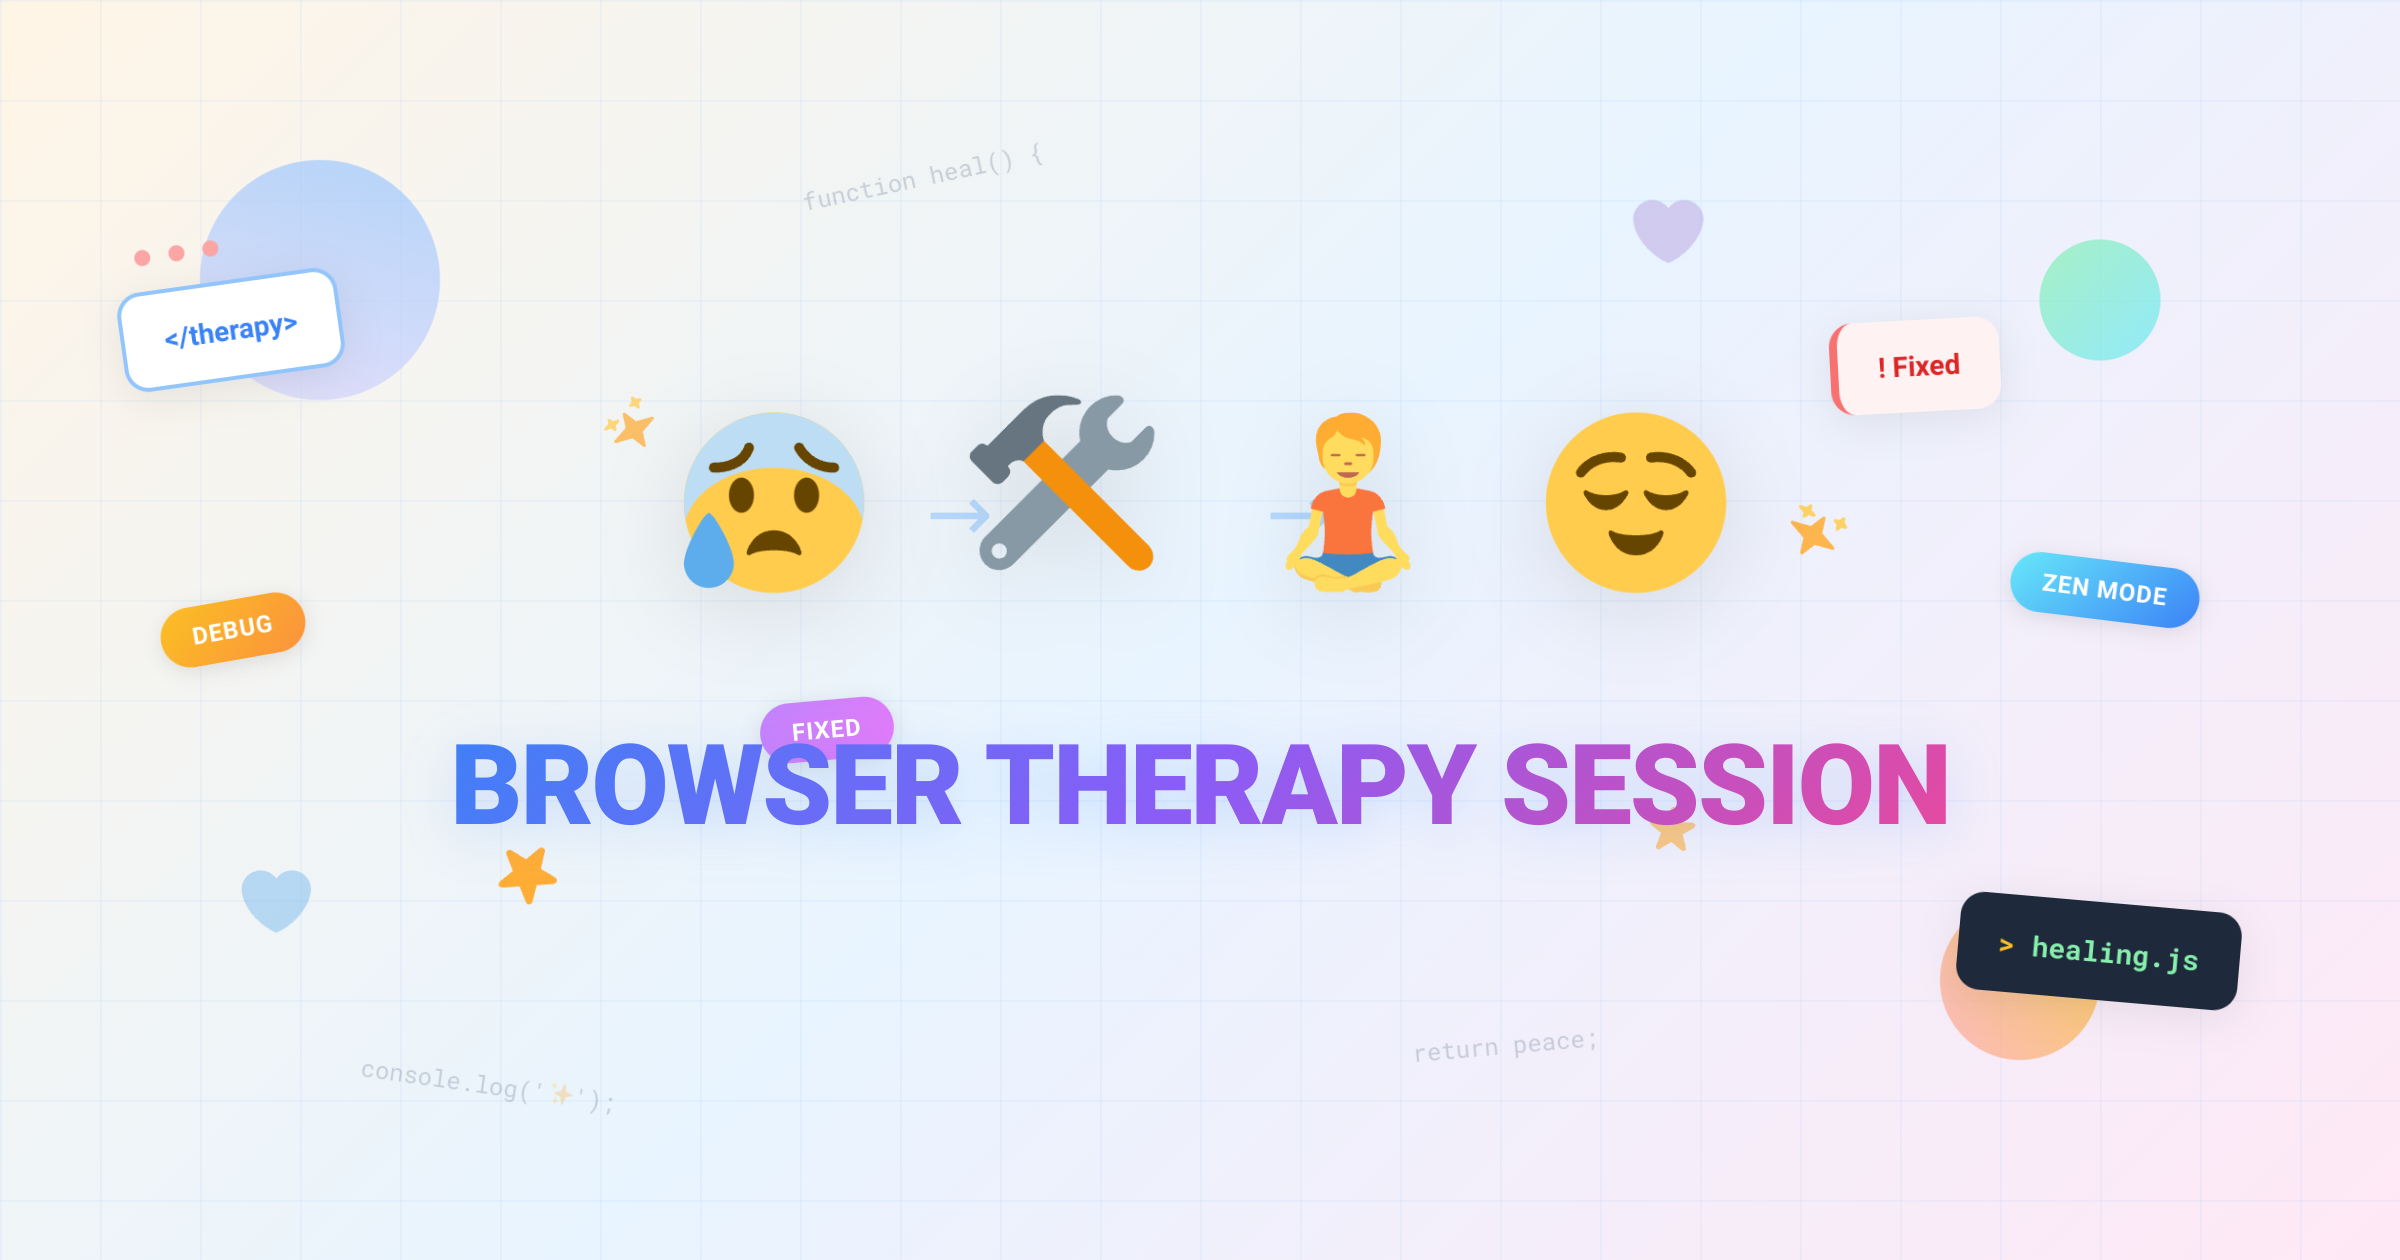 function heal() {
</therapy>
! Fixed
DEBUG
ZEN MODE
FIXED
BROWSER THERAPY SESSION
> healing.js
return peace;
console.log('✨');